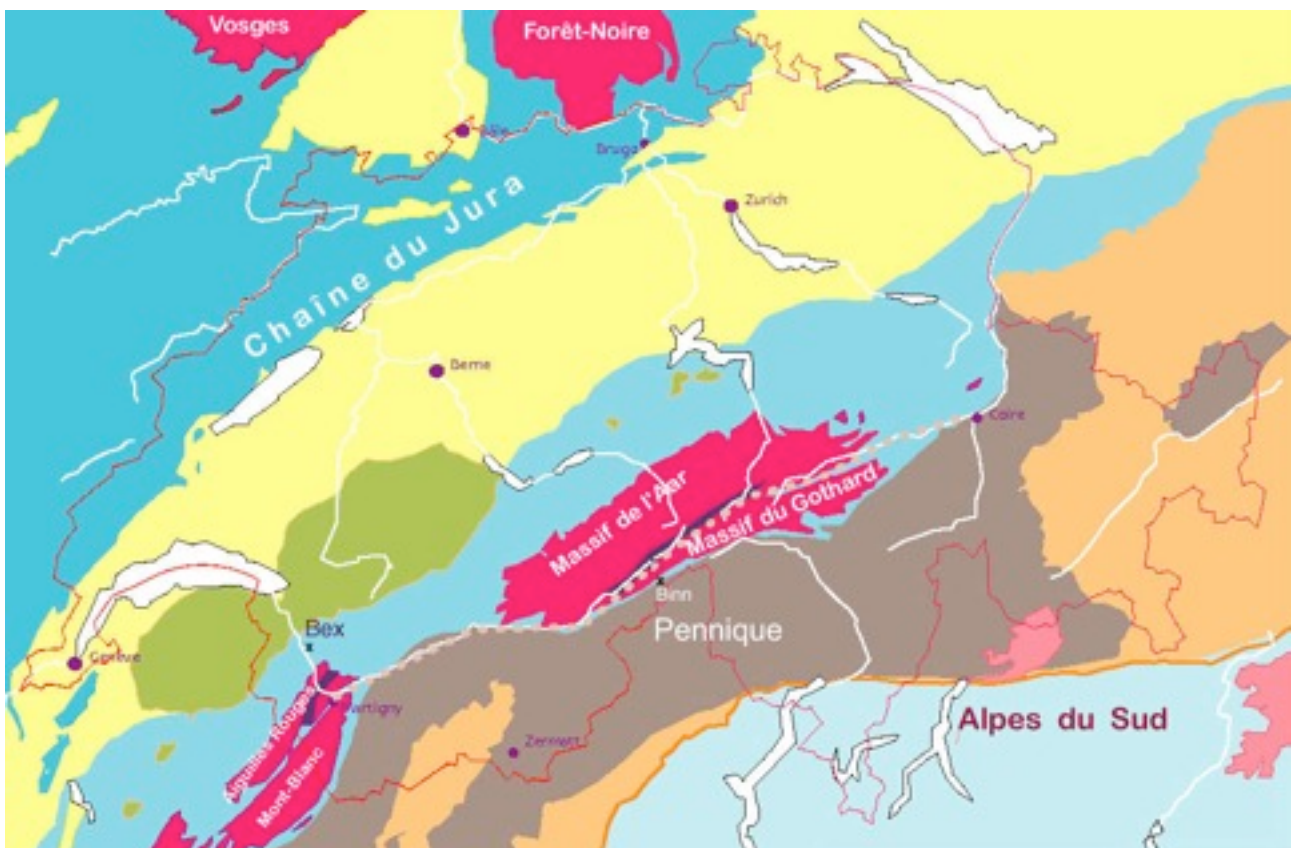 Vosges
Forêt-Noire
Bâle
Brugg
Chaîne du Jura
Zurich
Berne
Coire
Massif de l'Aar
Massif du Gothard
Binn
Pennique
Bex
Genève
Martigny
Aiguilles Rouges
Mont-Blanc
Zermatt
Alpes du Sud